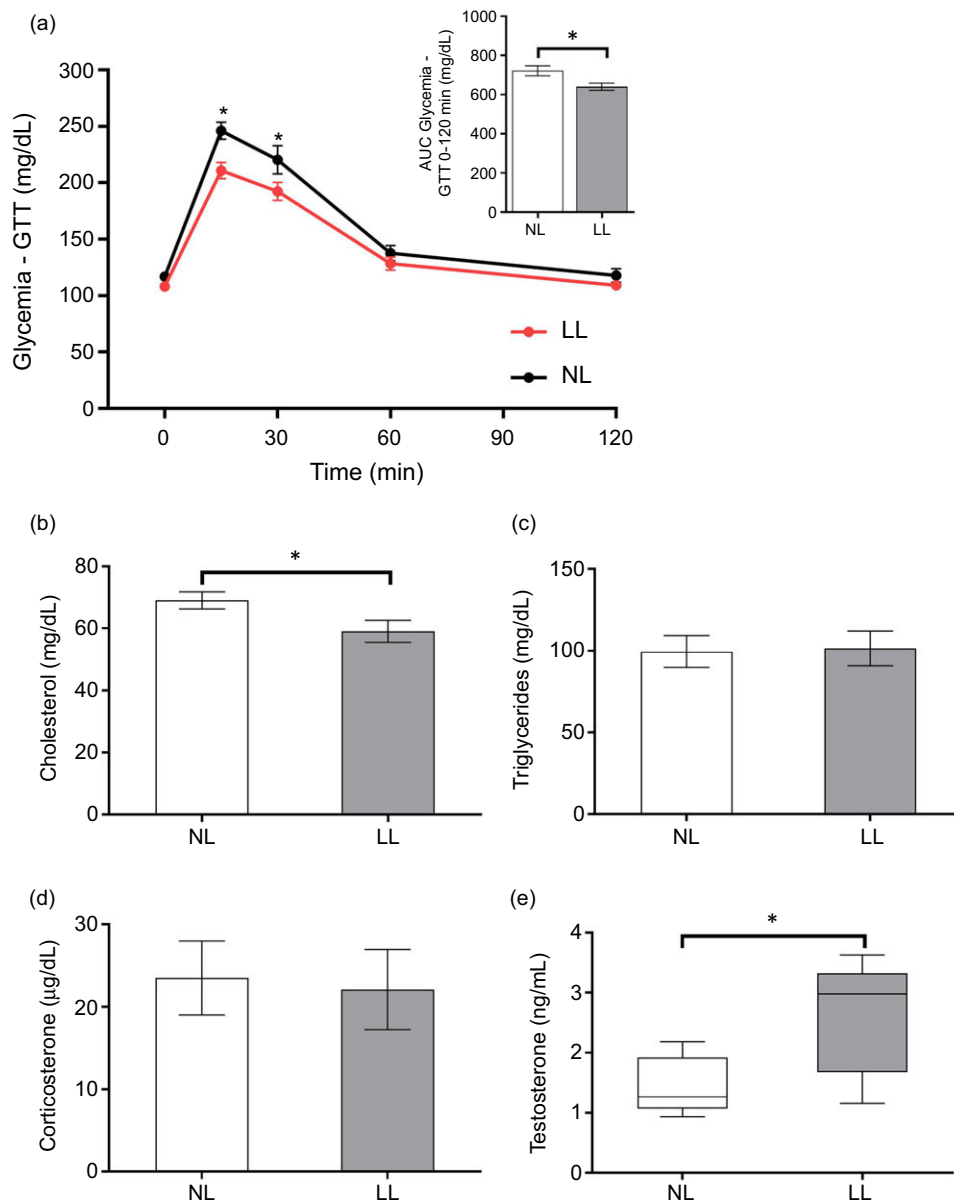 (a)
300
250
200
150
100
50
0
Glycemia - GTT (mg/dL)
*
*
0
30
60
90
120
Time (min)
LL
NL
1000
800
600
400
200
0
AUC Glycemia -
GTT 0-120 min (mg/dL)
*
NL
LL
(b)
80
60
40
20
0
Cholesterol (mg/dL)
*
NL
LL
(c)
150
100
50
0
Triglycerides (mg/dL)
NL
LL
(d)
30
20
10
0
Corticosterone (μg/dL)
NL
LL
(e)
4
3
2
1
0
Testosterone (ng/mL)
*
NL
LL